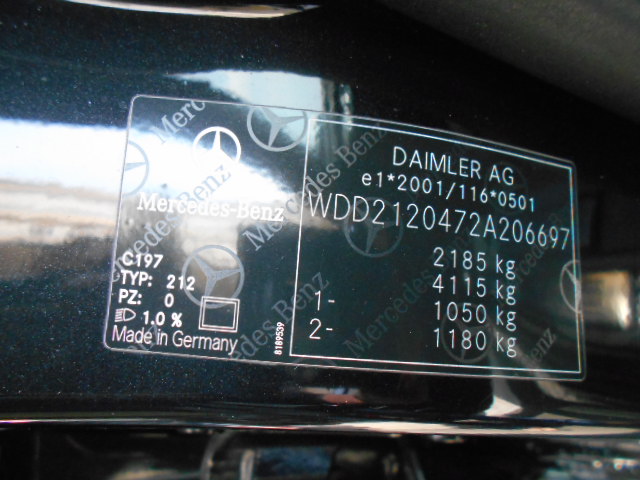 Mercedes-Benz
C197
TYP: 212
PZ: 0
1.0 %
Made in Germany
8189539
DAIMLER AG
e1*2001/116*0501
WDD2120472A206697
2185 kg
4115 kg
1- 1050 kg
2- 1180 kg